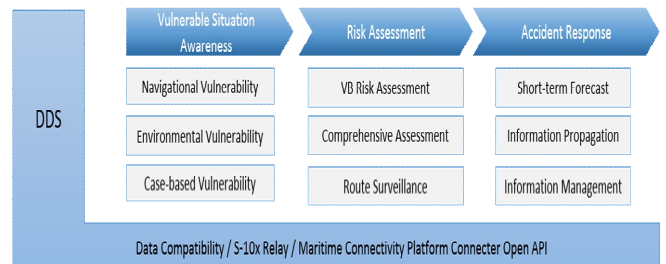 Vulnerable Situation
Awareness
Risk Assessment
Accident Response
DDS
Navigational Vulnerability
VB Risk Assessment
Short-term Forecast
Environmental Vulnerability
Comprehensive Assessment
Information Propagation
Case-based Vulnerability
Route Surveillance
Information Management
Data Compatibility / S-10x Relay / Maritime Connectivity Platform Connecter Open API